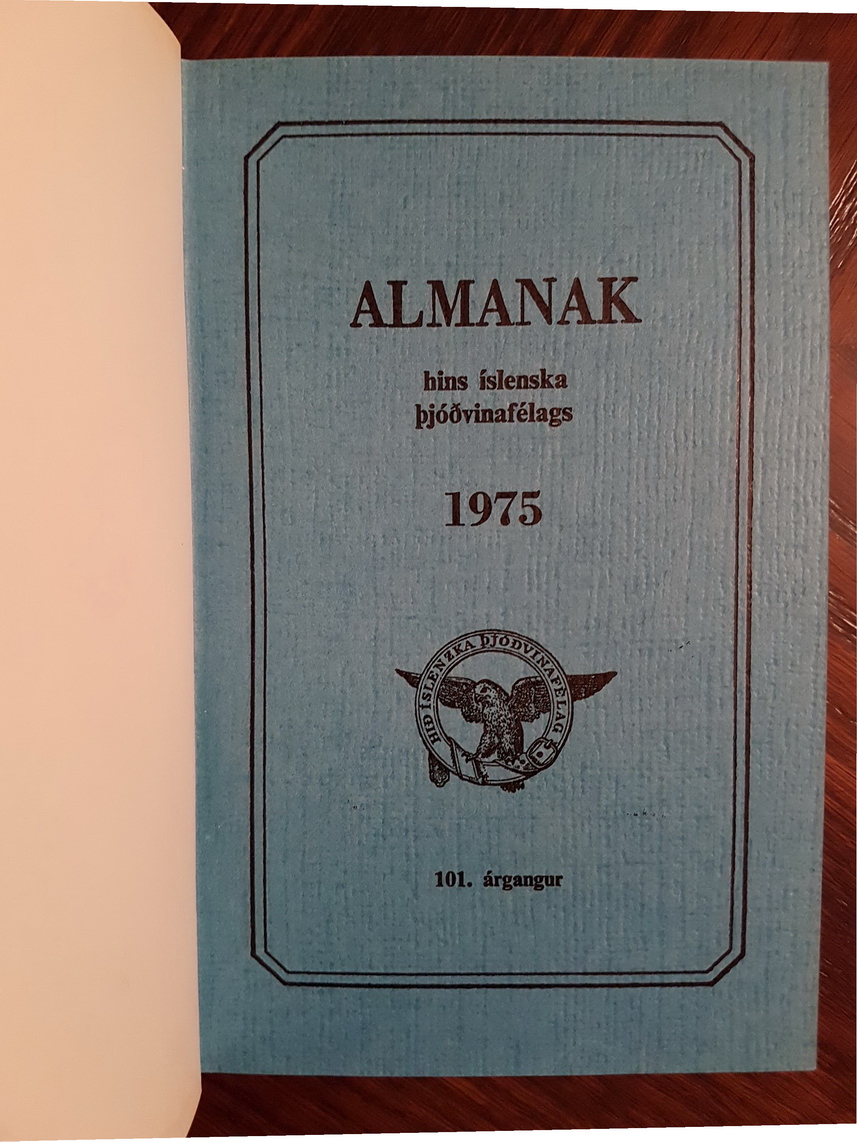 ALMANAK
hins íslenska
þjóðvinafélags
1975
HIÐ ÍSLENZKA ÞJÓÐVINAFÉLAG
101. árgangur